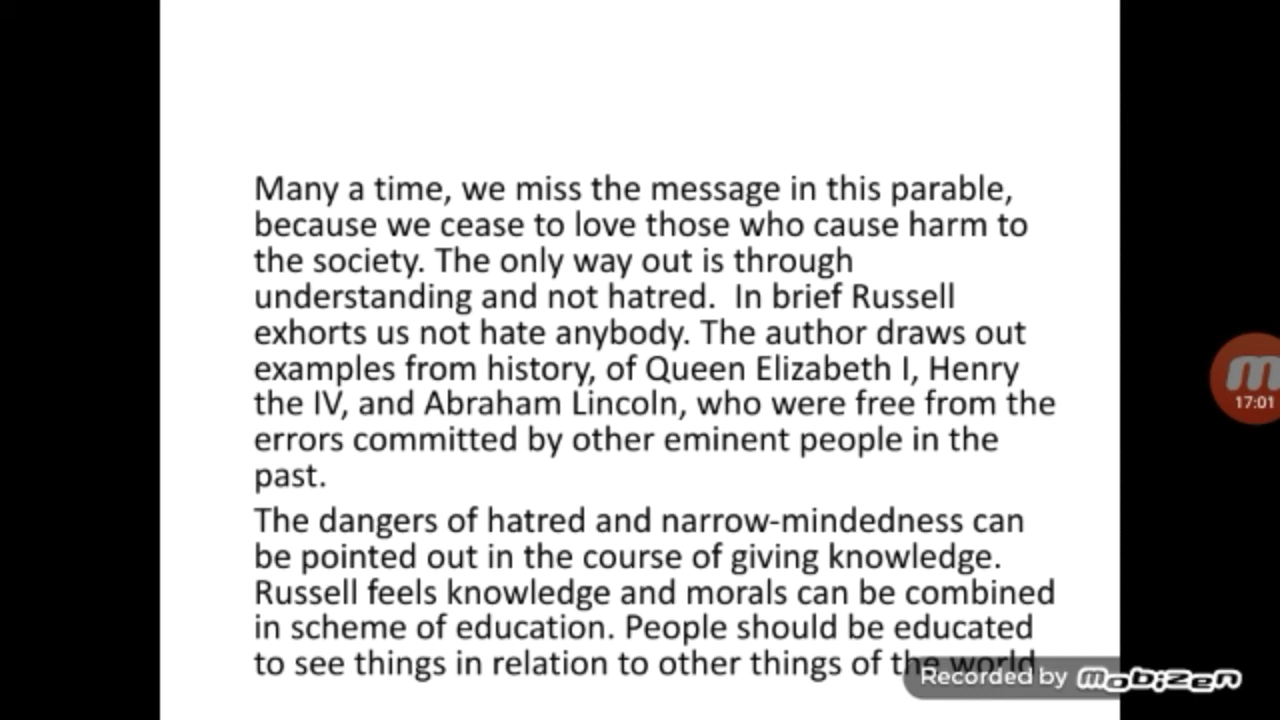 Many a time, we miss the message in this parable,
because we cease to love those who cause harm to
the society. The only way out is through
understanding and not hatred.  In brief Russell
exhorts us not hate anybody. The author draws out
examples from history, of Queen Elizabeth I, Henry
the IV, and Abraham Lincoln, who were free from the
errors committed by other eminent people in the
past.
The dangers of hatred and narrow-mindedness can
be pointed out in the course of giving knowledge.
Russell feels knowledge and morals can be combined
in scheme of education. People should be educated
to see things in relation to other things of the world
Recorded by mobizen
17:01